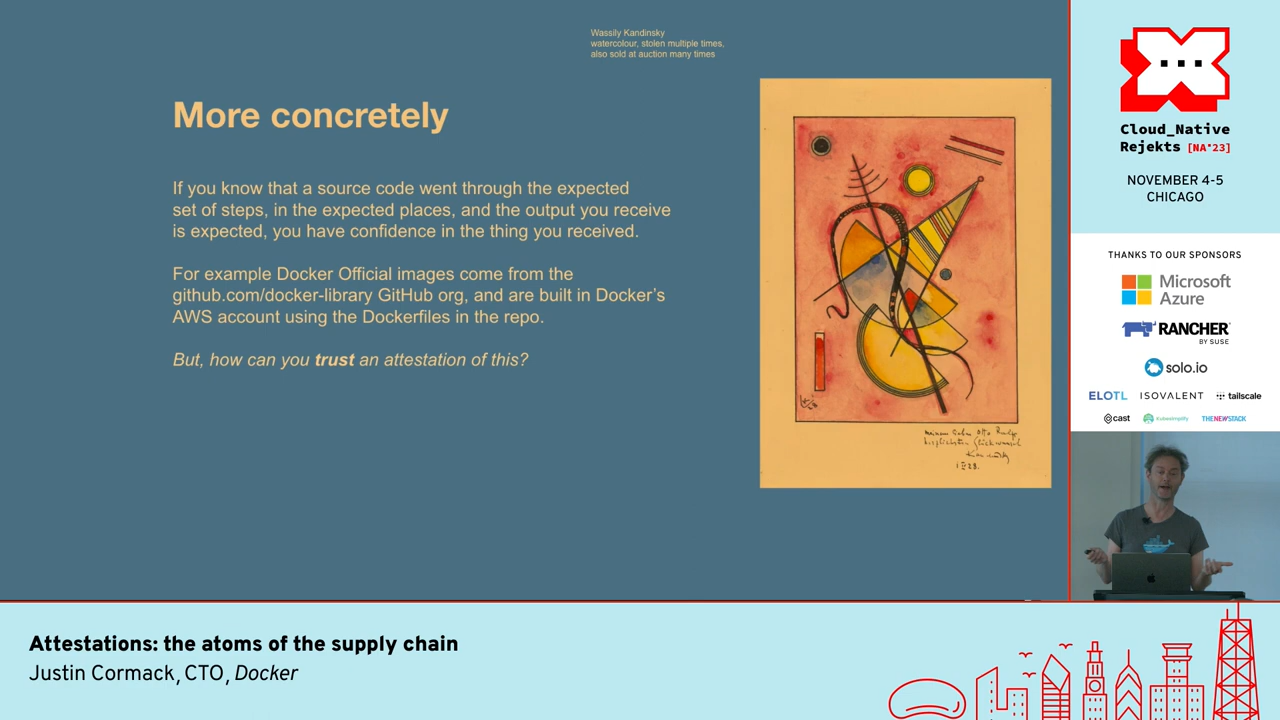 Wassily Kandinsky
watercolour, stolen multiple times,
also sold at auction many times
More concretely
If you know that a source code went through the expected
set of steps, in the expected places, and the output you receive
is expected, you have confidence in the thing you received.
For example Docker Official images come from the
github.com/docker-library GitHub org, and are built in Docker’s
AWS account using the Dockerfiles in the repo.
But, how can you trust an attestation of this?
Cloud_Native
Rejekts [NA'23]
NOVEMBER 4-5
CHICAGO
THANKS TO OUR SPONSORS
Microsoft
Azure
RANCHER
BY SUSE
solo.io
ELOTL ISOVALENT tailscale
cast kubesimplify THENEWSTACK
Attestations: the atoms of the supply chain
Justin Cormack, CTO, Docker